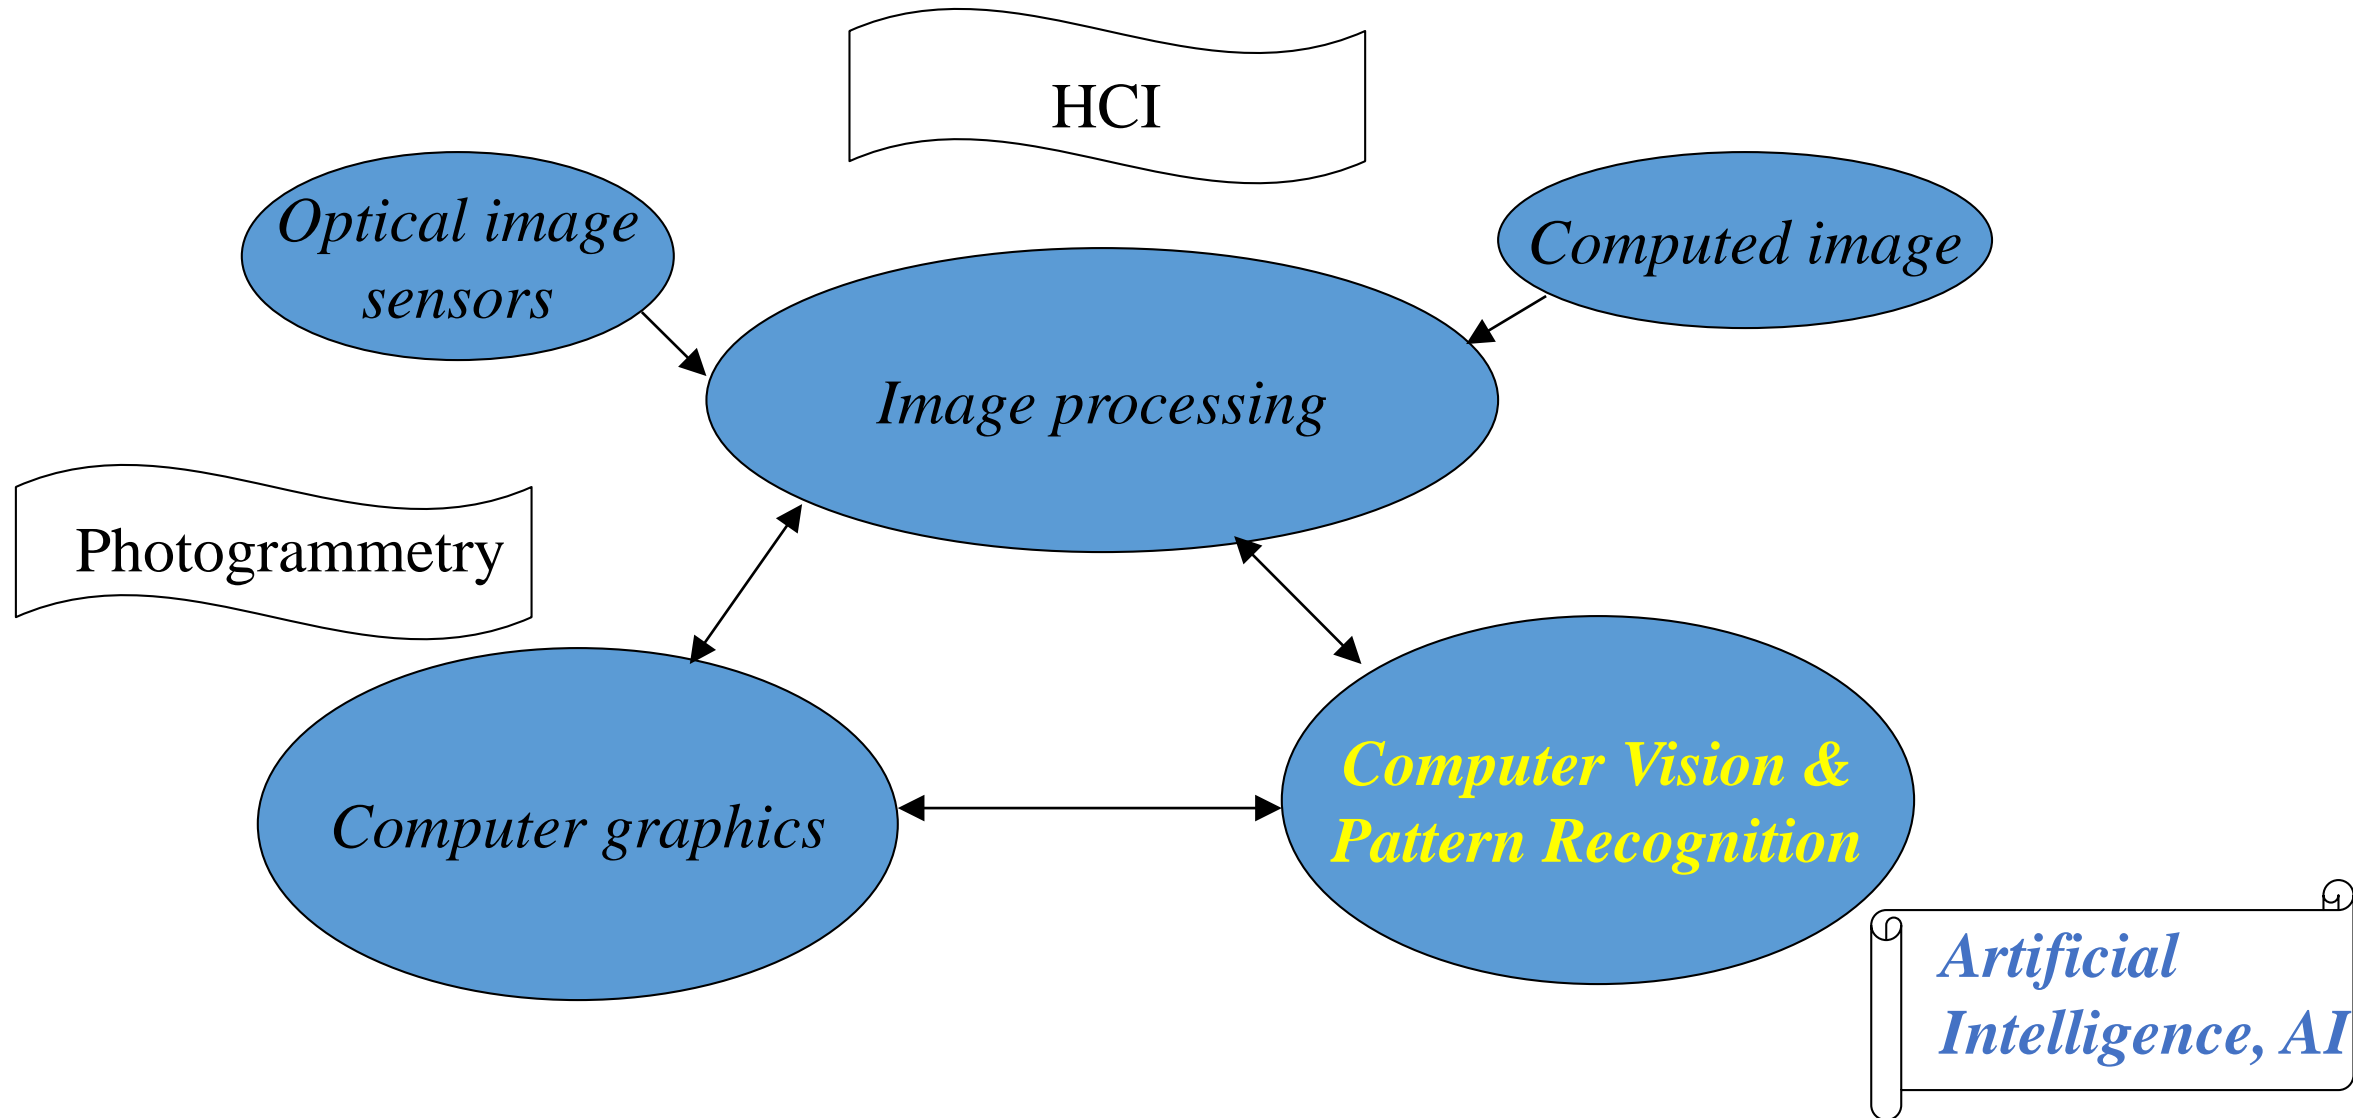 HCI
Optical image
sensors
Computed image
Image processing
Photogrammetry
Computer graphics
Computer Vision &
Pattern Recognition
Artificial
Intelligence, AI